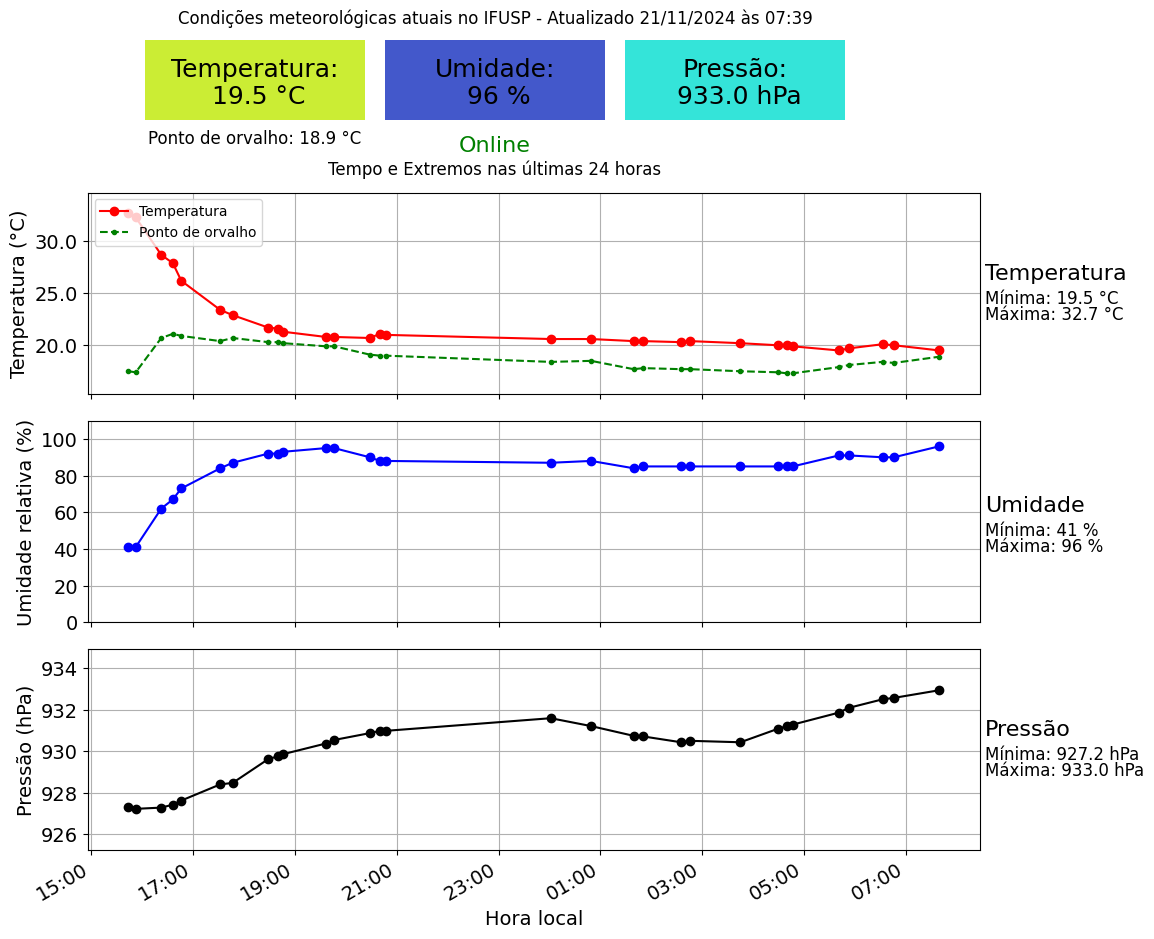 Condições meteorológicas atuais no IFUSP - Atualizado 21/11/2024 às 07:39
Temperatura:
19.5 °C
Umidade:
96 %
Pressão:
933.0 hPa
Ponto de orvalho: 18.9 °C
Online
Tempo e Extremos nas últimas 24 horas
Temperatura (°C)
30.0
25.0
20.0
Temperatura
Ponto de orvalho
Temperatura
Mínima: 19.5 °C
Máxima: 32.7 °C
Umidade relativa (%)
100
80
60
40
20
0
Umidade
Mínima: 41 %
Máxima: 96 %
Pressão (hPa)
934
932
930
928
926
Pressão
Mínima: 927.2 hPa
Máxima: 933.0 hPa
15:00
17:00
19:00
21:00
23:00
01:00
03:00
05:00
07:00
Hora local